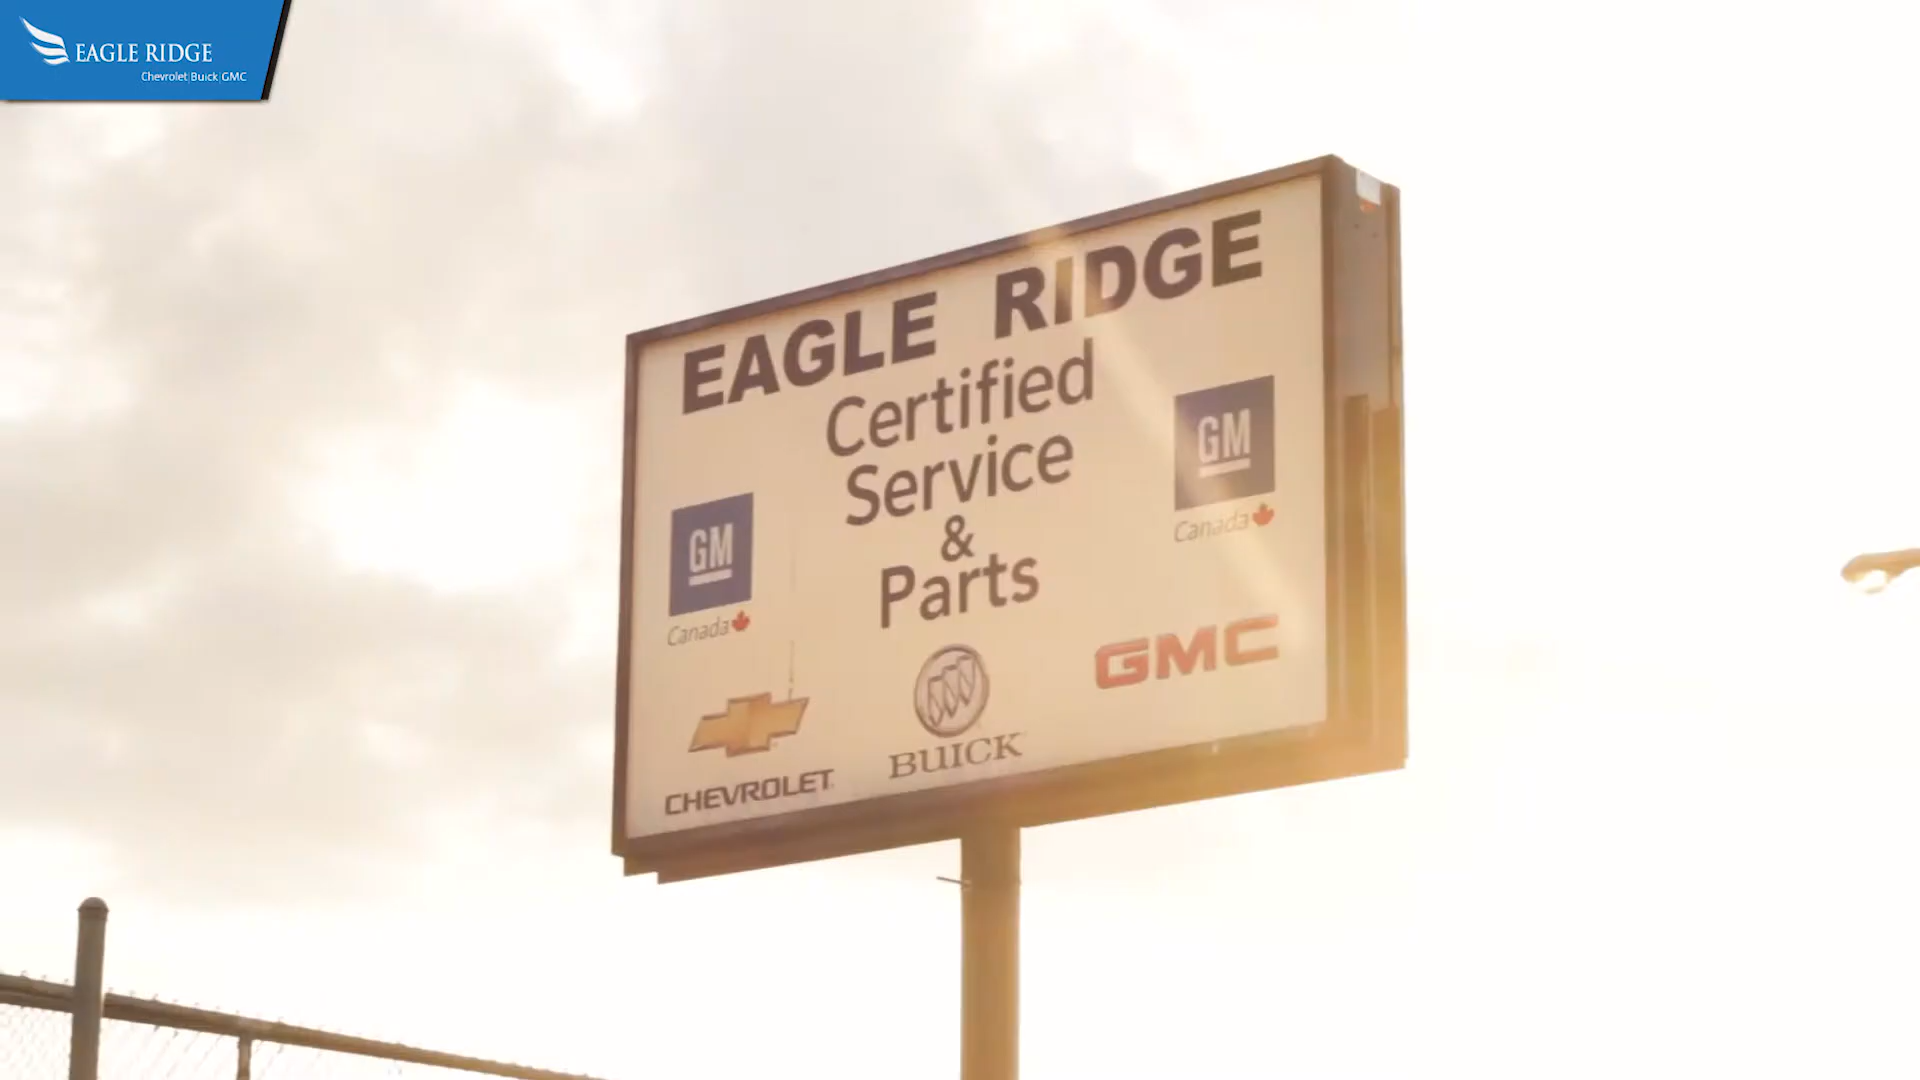 EAGLE RIDGE
Chevrolet|Buick|GMC
EAGLE RIDGE
Certified
Service
&
Parts
GM
Canada
GM
Canada
CHEVROLET
BUICK
GMC